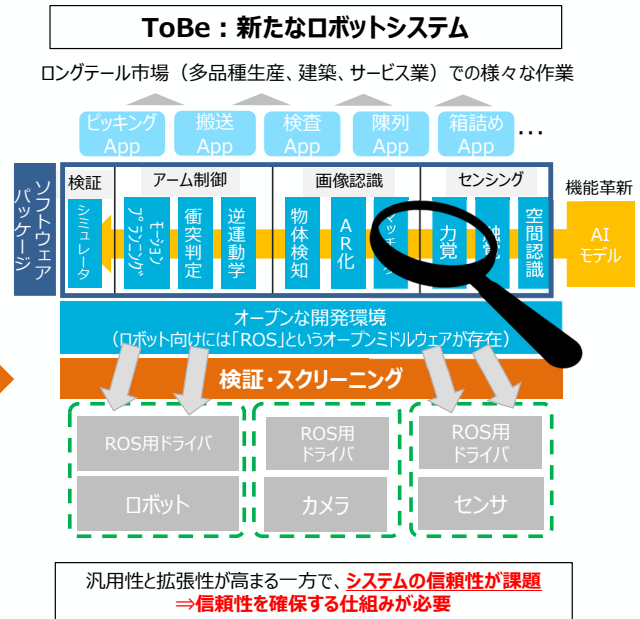 ToBe：新たなロボットシステム
ロングテール市場（多品種生産、建築、サービス業）での様々な作業
ピッキング
App
搬送
App
検査
App
陳列
App
箱詰め
App
・・・
ソフトウェア
パッケージ
検証
シミュレータ
アーム制御
モーション
プランニング
衝突判定
逆運動学
画像認識
物体検知
AR化
センシング
力覚
空間認識
機能革新
AI
モデル
オープンな開発環境
（ロボット向けには「ROS」というオープンミドルウェアが存在）
検証・スクリーニング
ROS用ドライバ
ロボット
ROS用
ドライバ
カメラ
ROS用
ドライバ
センサ
汎用性と拡張性が高まる一方で、システムの信頼性が課題
⇒信頼性を確保する仕組みが必要